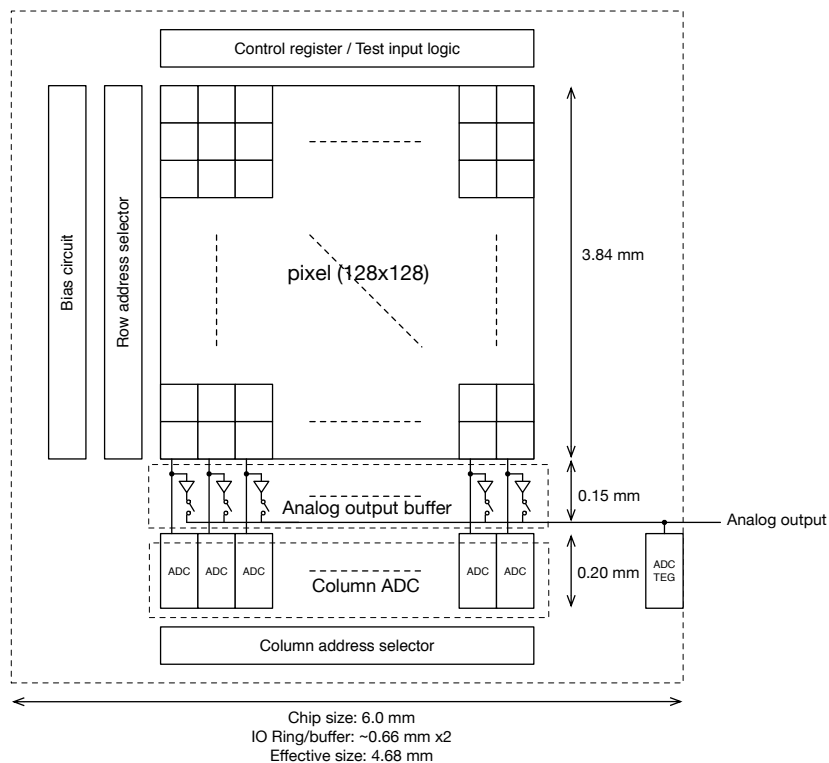 Control register / Test input logic
Bias circuit
Row address selector
pixel (128x128)
3.84 mm
Analog output buffer
0.15 mm
Analog output
ADC ADC ADC
Column ADC
ADC ADC
0.20 mm
ADC
TEG
Column address selector
Chip size: 6.0 mm
IO Ring/buffer: ~0.66 mm x2
Effective size: 4.68 mm